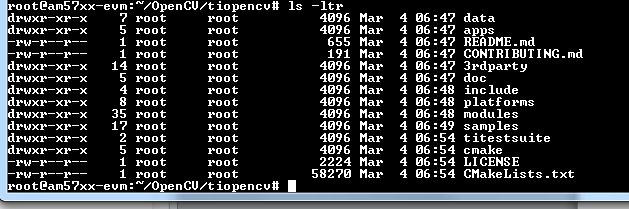 root@am57xx-evm:~/OpenCV/tiopencv# ls -ltr
drwxr-xr-x 7 root root 4096 Mar 4 06:47 data
drwxr-xr-x 5 root root 4096 Mar 4 06:47 apps
-rw-r--r-- 1 root root 655 Mar 4 06:47 README.md
-rw-r--r-- 1 root root 191 Mar 4 06:47 CONTRIBUTING.md
drwxr-xr-x 14 root root 4096 Mar 4 06:47 3rdparty
drwxr-xr-x 5 root root 4096 Mar 4 06:47 doc
drwxr-xr-x 4 root root 4096 Mar 4 06:48 include
drwxr-xr-x 8 root root 4096 Mar 4 06:48 platforms
drwxr-xr-x 35 root root 4096 Mar 4 06:48 modules
drwxr-xr-x 17 root root 4096 Mar 4 06:49 samples
drwxr-xr-x 2 root root 4096 Mar 4 06:54 titestsuite
drwxr-xr-x 5 root root 4096 Mar 4 06:54 cmake
-rw-r--r-- 1 root root 2224 Mar 4 06:54 LICENSE
-rw-r--r-- 1 root root 58270 Mar 4 06:54 CMakeLists.txt
root@am57xx-evm:~/OpenCV/tiopencv#